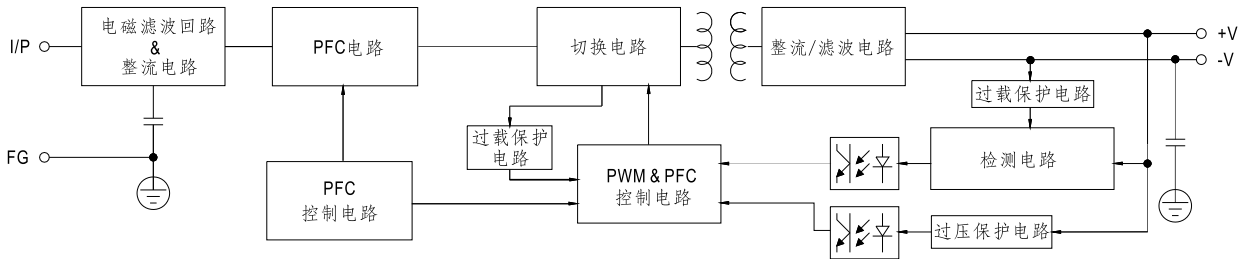 I/P
电磁滤波回路
&
整流电路
PFC电路
切换电路
整流/滤波电路
+V
-V
过载保护电路
FG
过载保护
电路
PWM & PFC
控制电路
检测电路
PFC
控制电路
过压保护电路